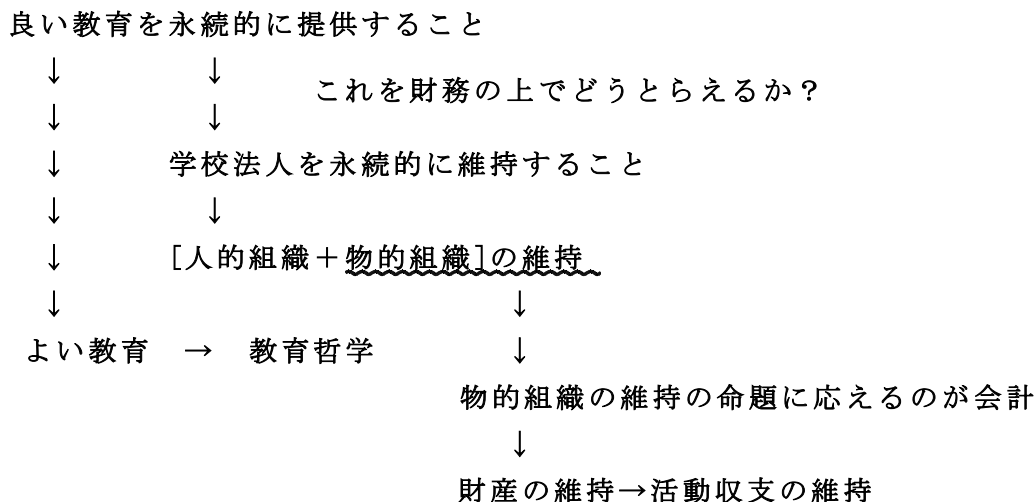 良い教育を永続的に提供すること
↓ ↓
これを財務の上でどうとらえるか？
↓ ↓
↓ 学校法人を永続的に維持すること
↓ ↓
↓ [人的組織＋物的組織]の維持
↓ ↓
よい教育 → 教育哲学 ↓
物的組織の維持の命題に応えるのが会計
↓
財産の維持→活動収支の維持